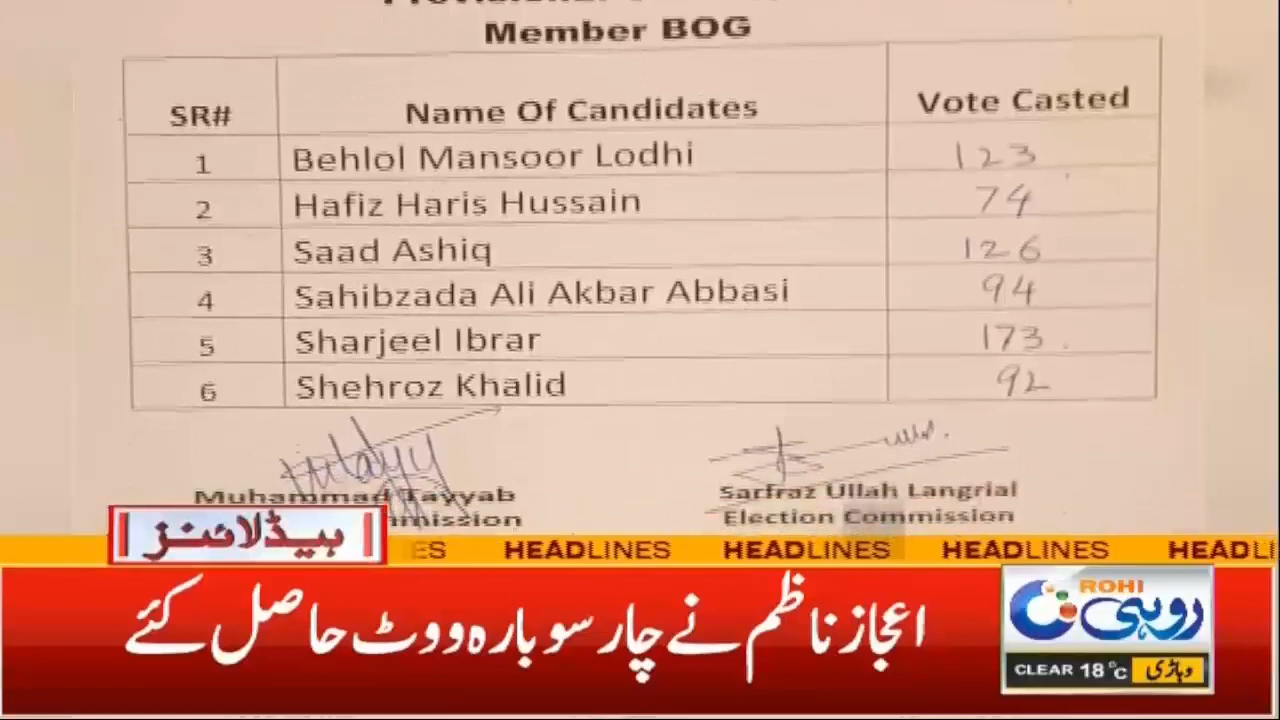 Member BOG
SR# Name Of Candidates Vote Casted
1 Behlol Mansoor Lodhi 123
2 Hafiz Haris Hussain 74
3 Saad Ashiq 126
4 Sahibzada Ali Akbar Abbasi 94
5 Sharjeel Ibrar 173
6 Shehroz Khalid 92
Muhammad Tayyab Sarfraz Ullah Langrial
Election Commission
ہیڈلائنز HEADLINES HEADLINES HEADLINES
اعجاز ناظم نے چار سو بارہ ووٹ حاصل کئے
ROHI
روہی
CLEAR 18°C وہاڑی